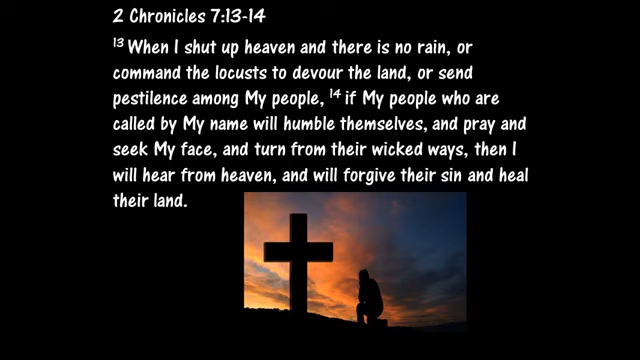 2 Chronicles 7:13-14
13 When I shut up heaven and there is no rain, or
command the locusts to devour the land, or send
pestilence among My people, 14 if My people who are
called by My name will humble themselves, and pray and
seek My face, and turn from their wicked ways, then I
will hear from heaven, and will forgive their sin and heal
their land.